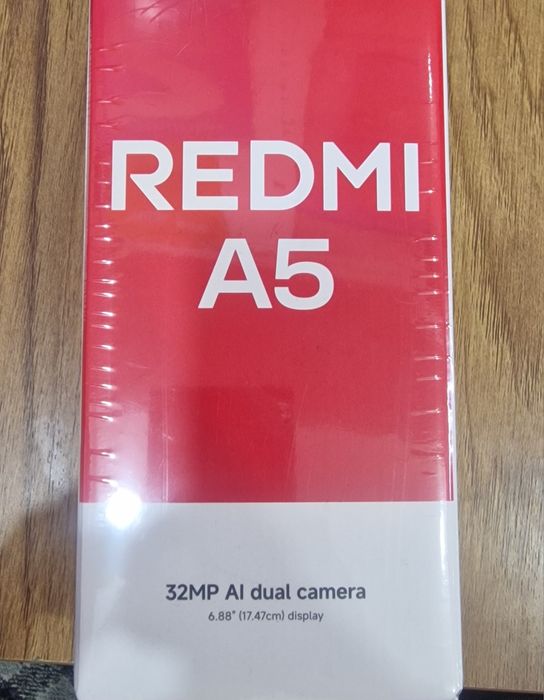 REDMI
A5
32MP AI dual camera
6.88" (17.47cm) display